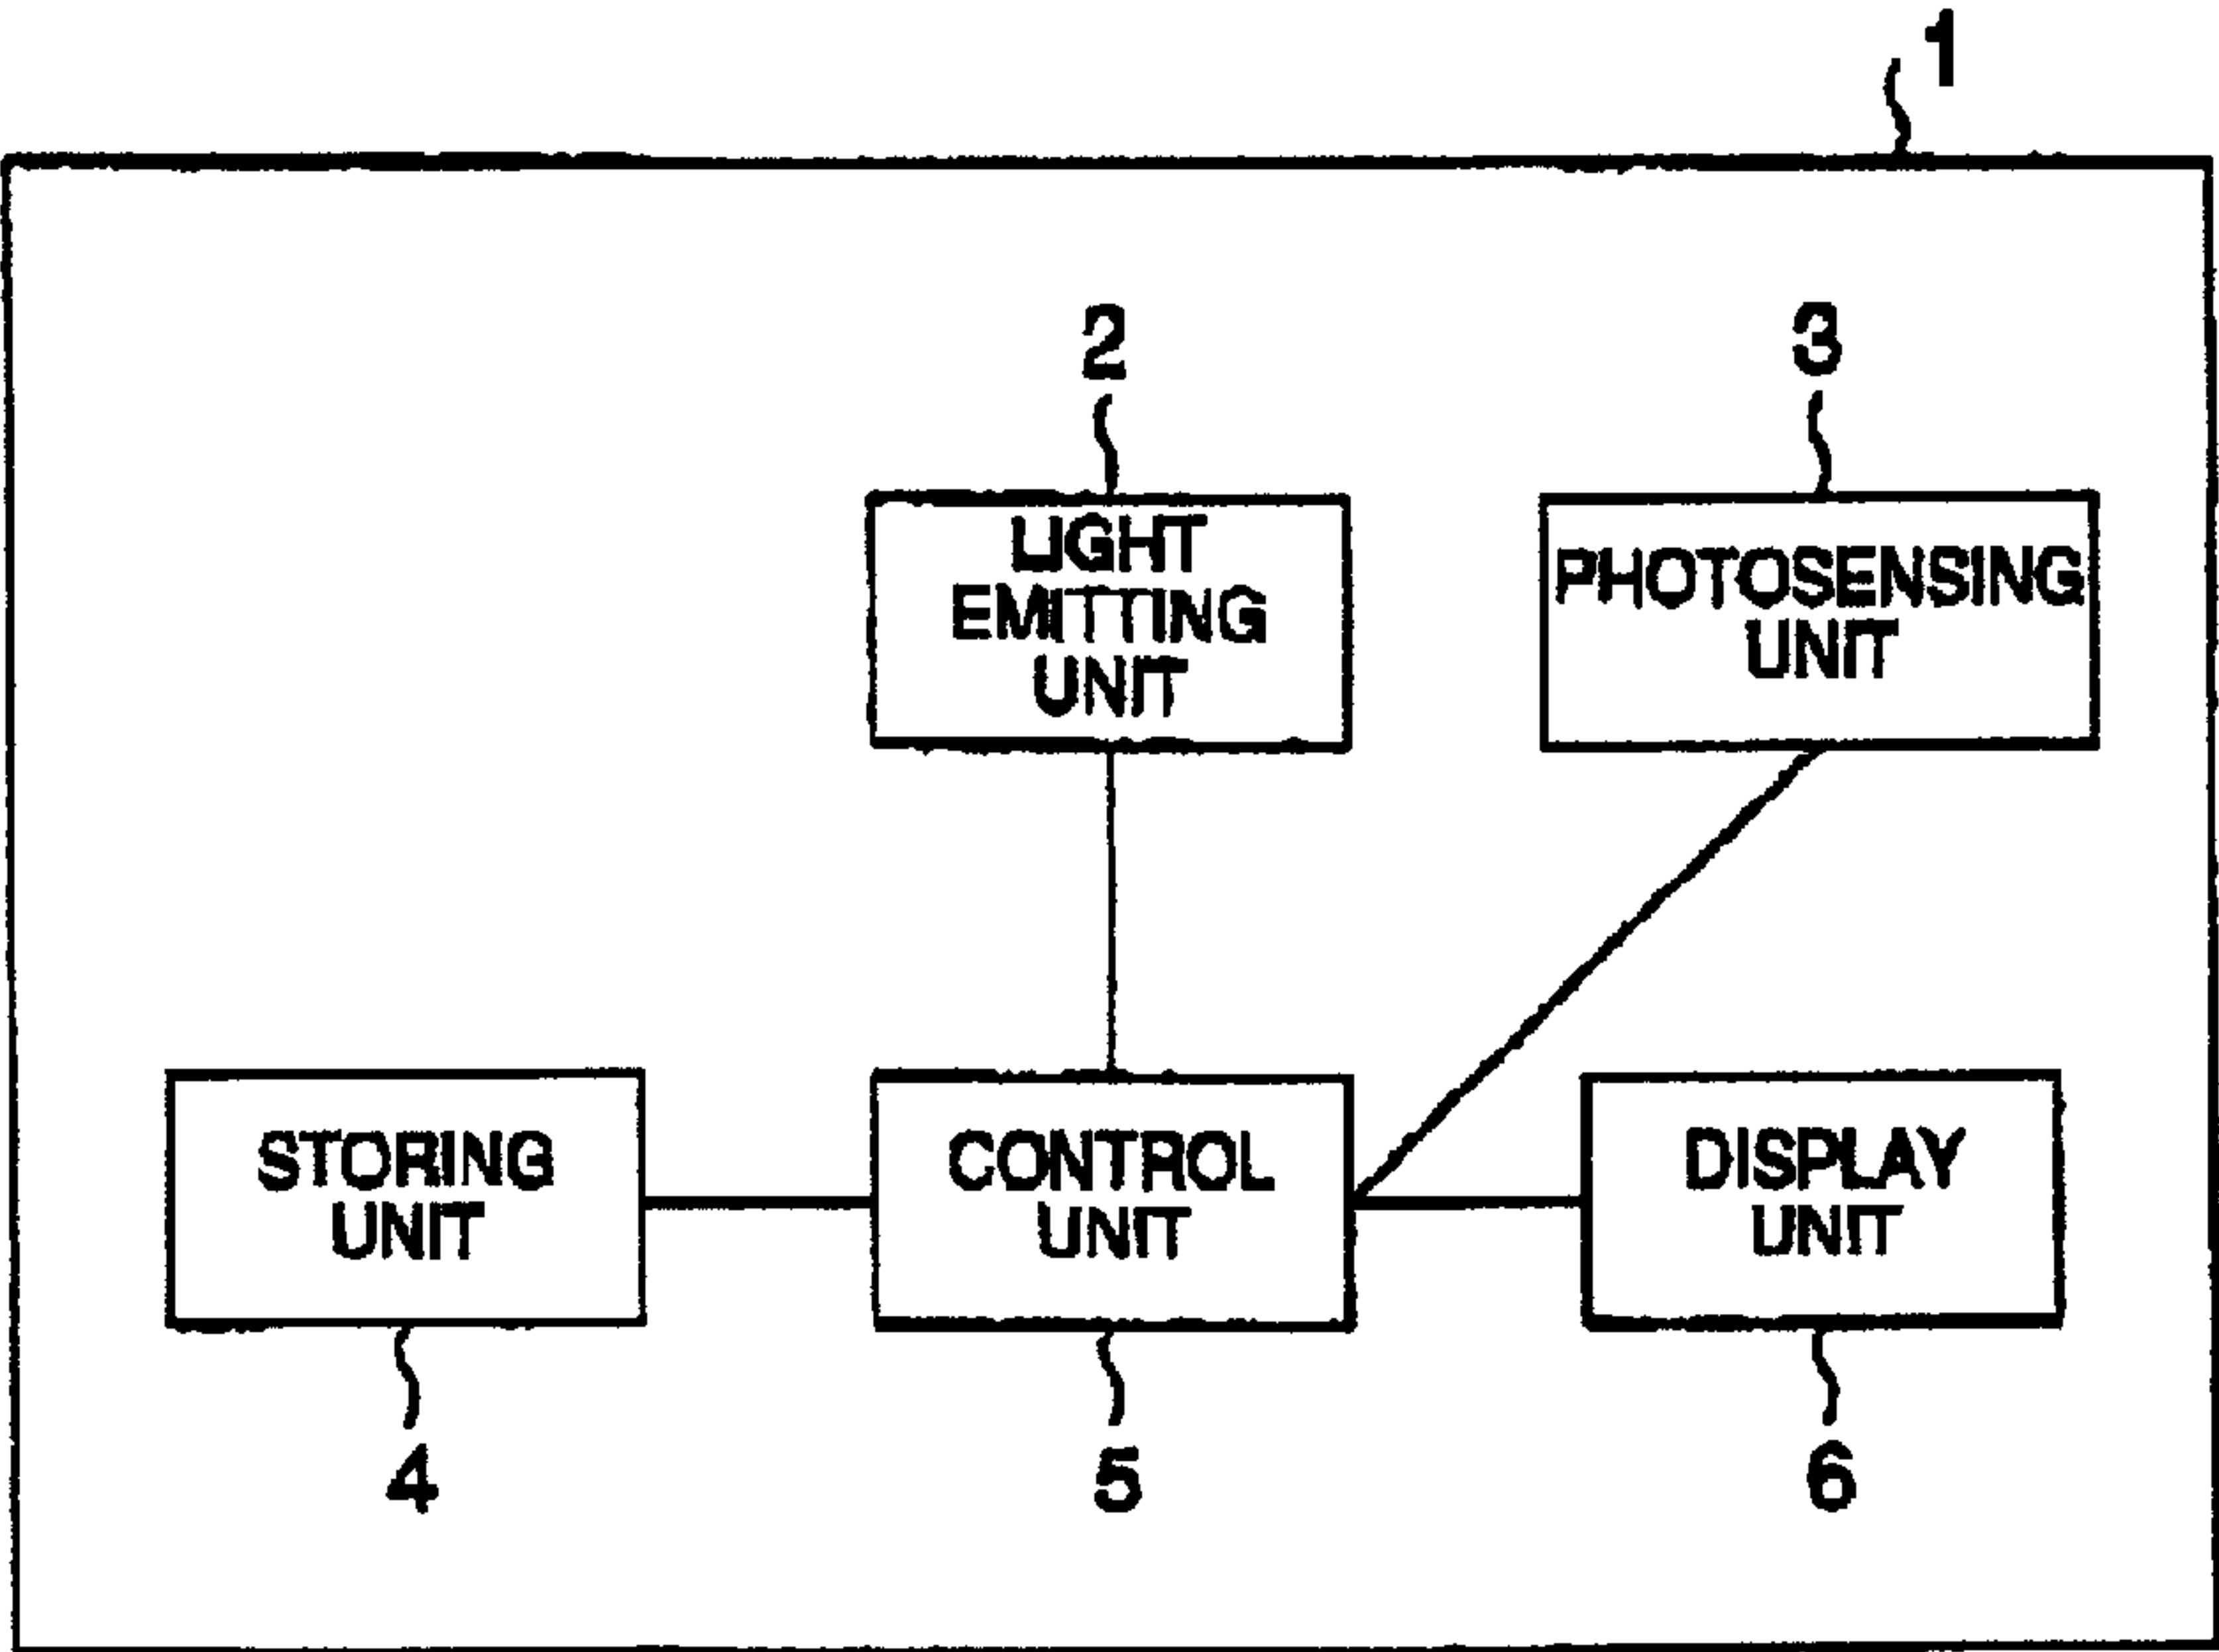 1
2
3
LIGHT
EMITTING
UNIT
PHOTOSENSING
UNIT
STORING
UNIT
CONTROL
UNIT
DISPLAY
UNIT
4
5
6